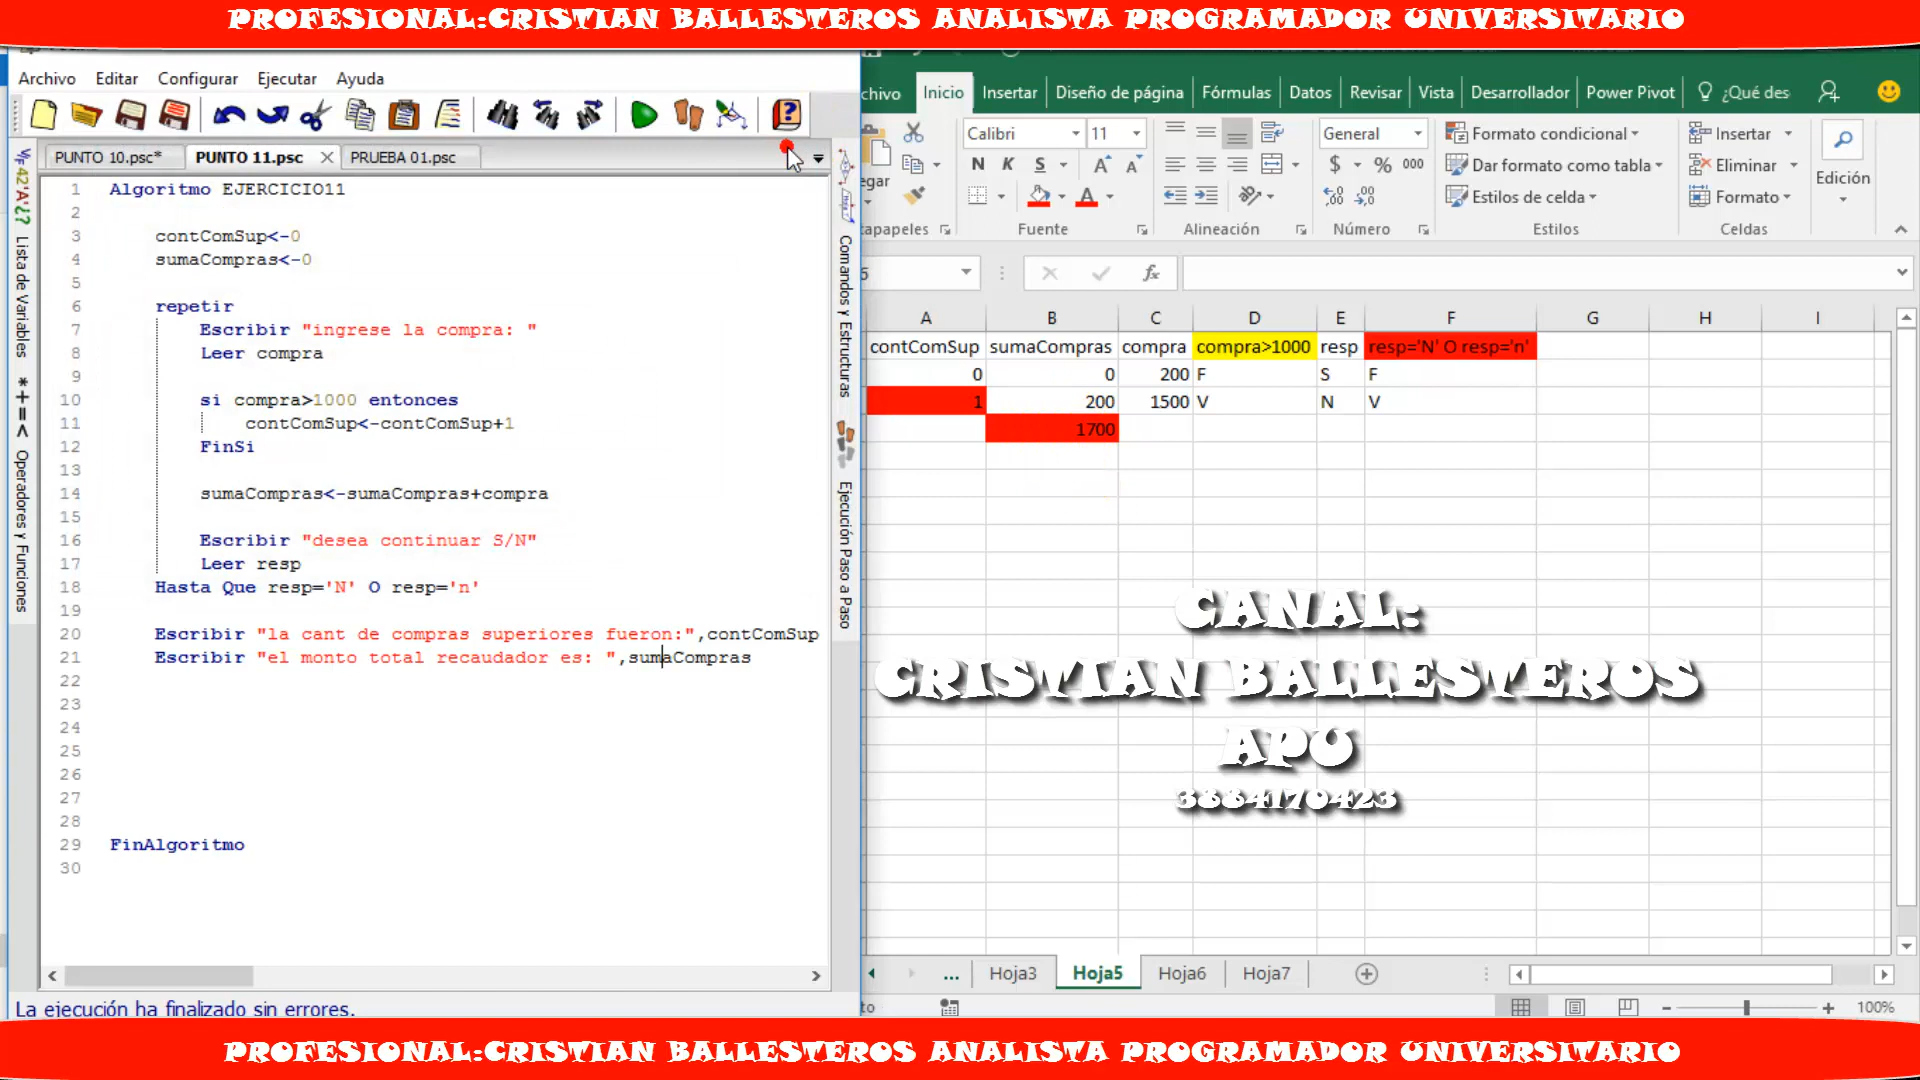 PROFESIONAL:CRISTIAN BALLESTEROS ANALISTA PROGRAMADOR UNIVERSITARIO
Archivo Editar Configurar Ejecutar Ayuda
PUNTO 10.psc* PUNTO 11.psc PRUEBA 01.psc
Lista de Variables
Operadores y Funciones
1 Algoritmo EJERCICIO11
2
3 contComSup<-0
4 sumaCompras<-0
5
6 repetir
7 Escribir "ingrese la compra: "
8 Leer compra
9
10 si compra>1000 entonces
11 contComSup<-contComSup+1
12 FinSi
13
14 sumaCompras<-sumaCompras+compra
15
16 Escribir "desea continuar S/N"
17 Leer resp
18 Hasta Que resp='N' O resp='n'
19
20 Escribir "la cant de compras superiores fueron:",contComSup
21 Escribir "el monto total recaudador es: ",sumaCompras
22
23
24
25
26
27
28
29 FinAlgoritmo
30
Comandos y Estructuras
Ejecución Paso a Paso
La ejecución ha finalizado sin errores.
chivo Inicio Insertar Diseño de página Fórmulas Datos Revisar Vista Desarrollador Power Pivot ¿Qué des
egar
Calibri 11
N K S
General
$ % 000
Formato condicional
Dar formato como tabla
Estilos de celda
Insertar
Eliminar
Formato
Edición
tapapeles Fuente Alineación Número Estilos Celdas
fx
A B C D E F G H I
contComSup sumaCompras compra compra>1000 resp resp='N' O resp='n'
0 0 200 F S F
1 200 1500 V N V
1700
CANAL:
CRISTIAN BALLESTEROS
APU
3884170423
... Hoja3 Hoja5 Hoja6 Hoja7
to
100%
PROFESIONAL:CRISTIAN BALLESTEROS ANALISTA PROGRAMADOR UNIVERSITARIO